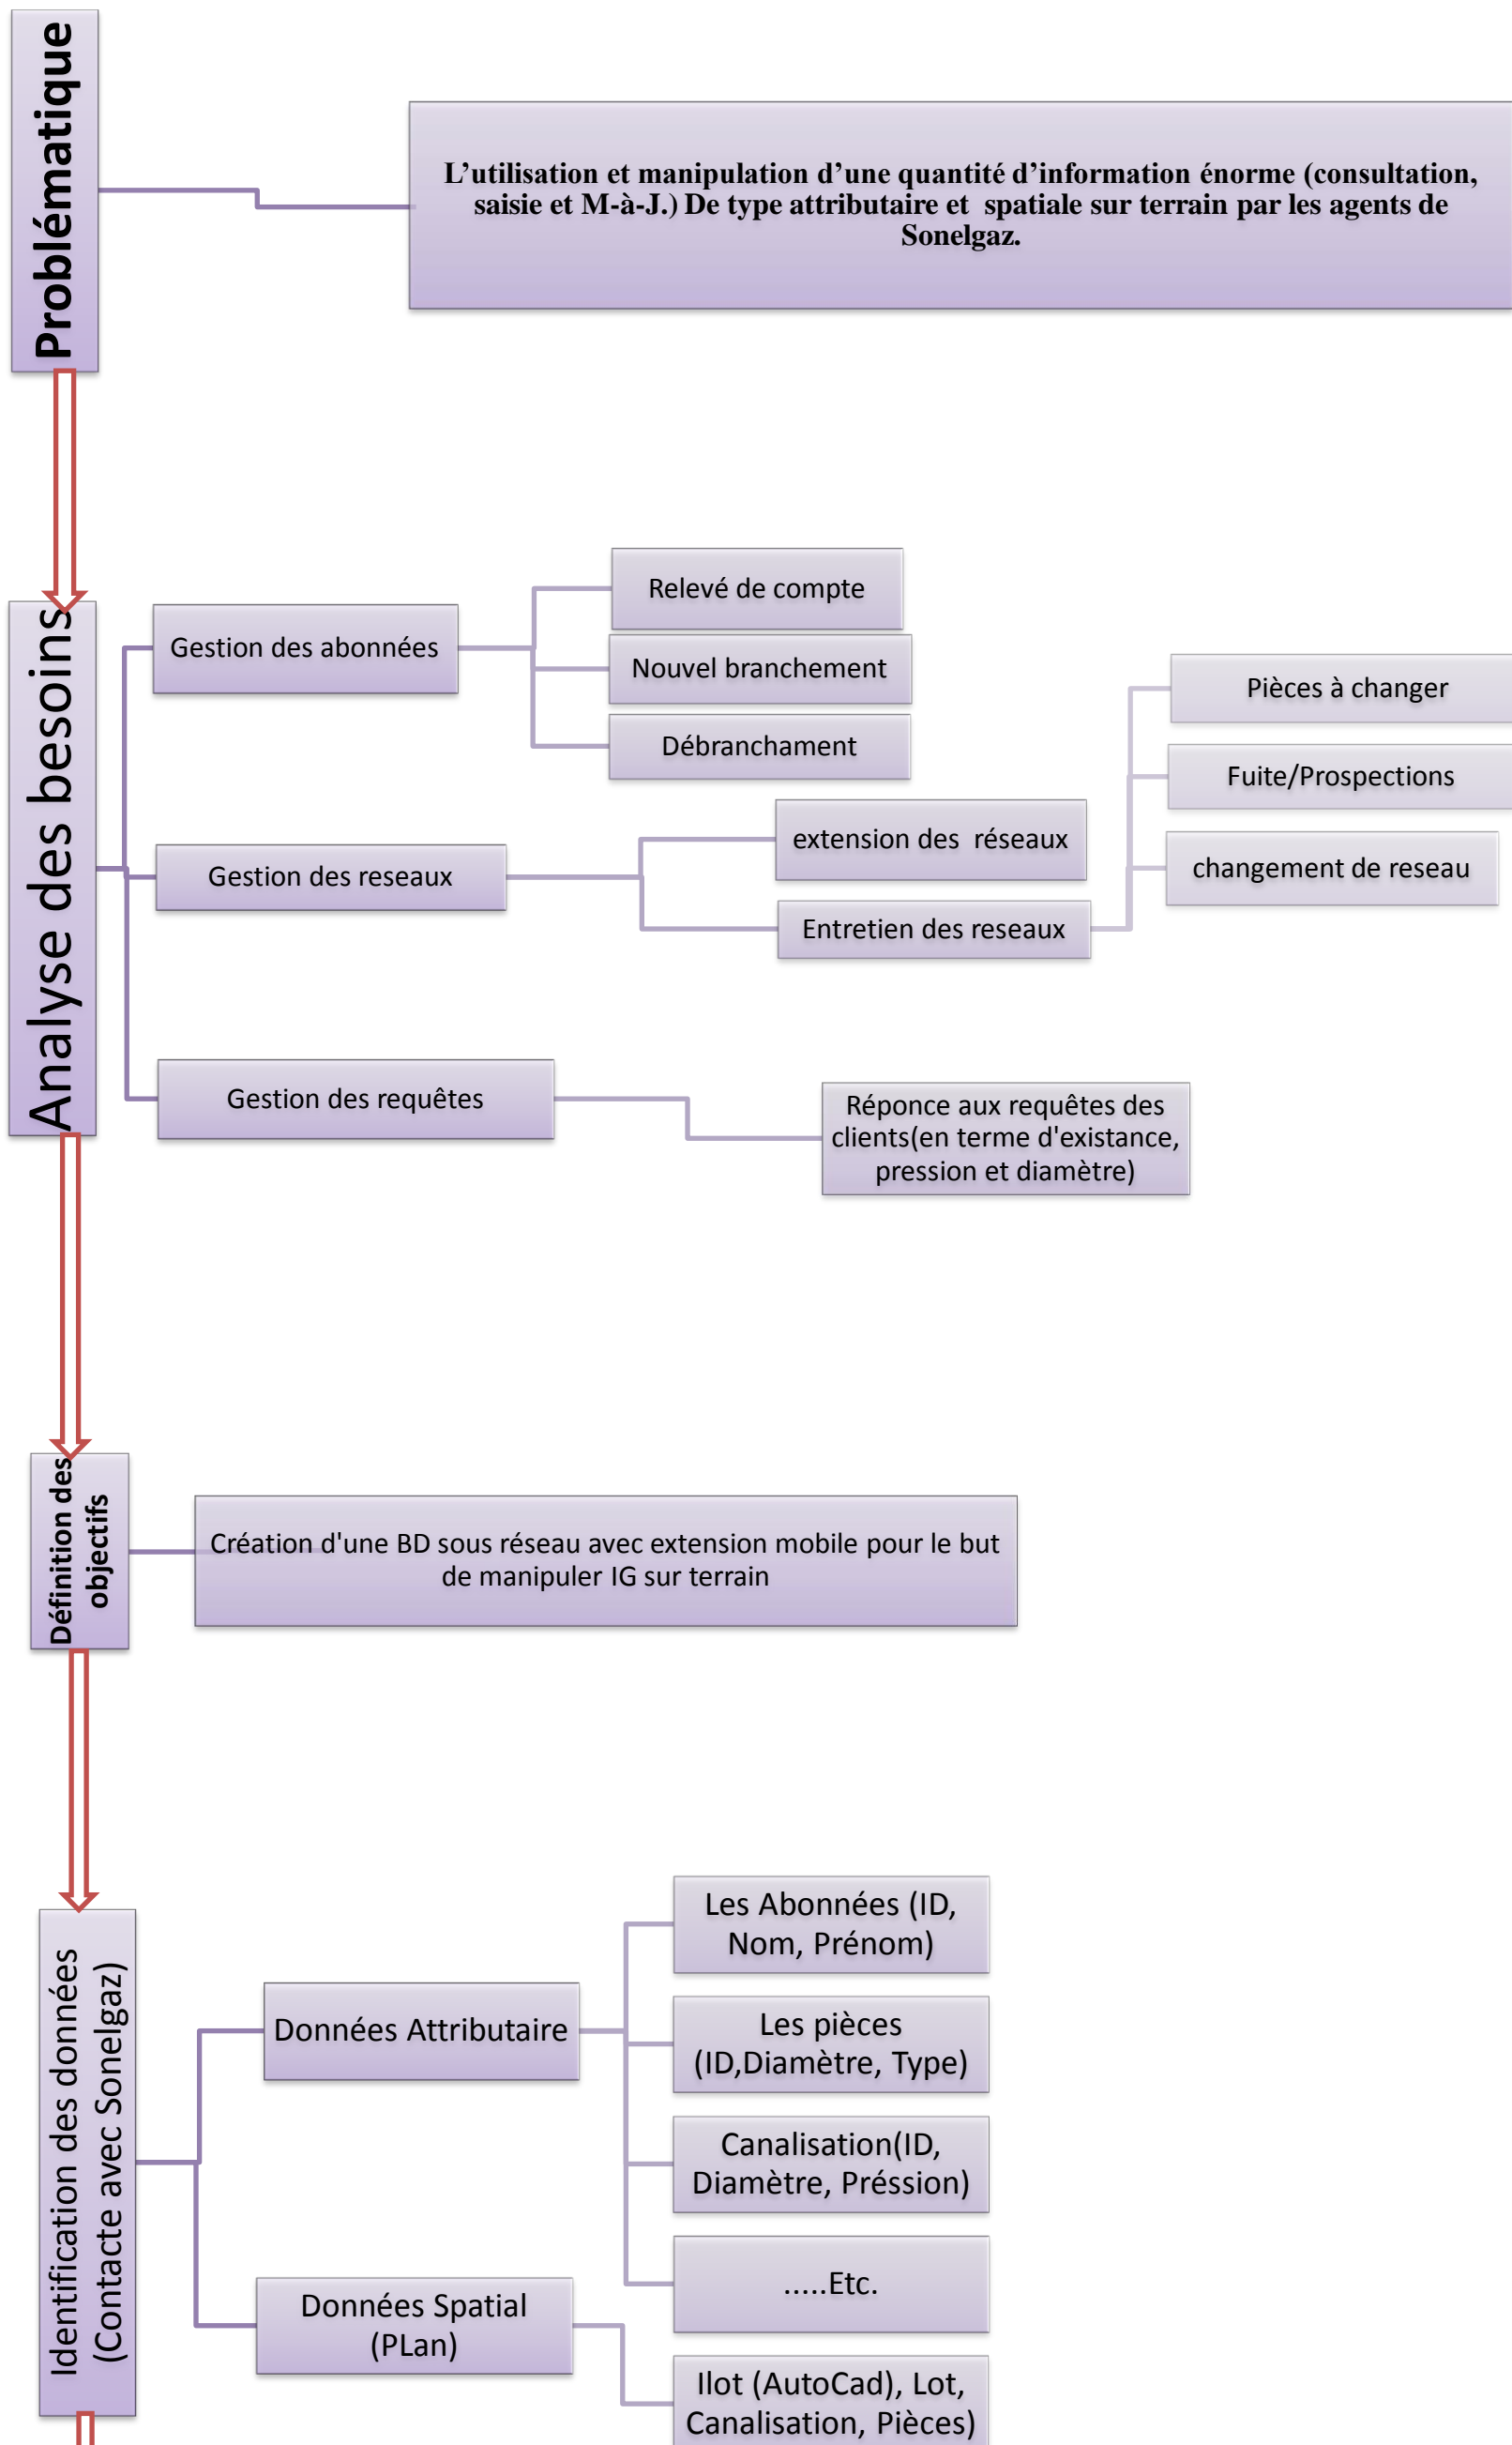 Problématique
L’utilisation et manipulation d’une quantité d’information énorme (consultation,
saisie et M-à-J.) De type attributaire et spatiale sur terrain par les agents de
Sonelgaz.
Analyse des besoins
Gestion des abonnées
Relevé de compte
Nouvel branchement
Débranchament
Gestion des reseaux
extension des réseaux
Entretien des reseaux
Pièces à changer
Fuite/Prospections
changement de reseau
Gestion des requêtes
Réponce aux requêtes des
clients(en terme d'existance,
pression et diamètre)
Définition des
objectifs
Création d'une BD sous réseau avec extension mobile pour le but
de manipuler IG sur terrain
Identification des données
(Contacte avec Sonelgaz)
Données Attributaire
Les Abonnées (ID,
Nom, Prénom)
Les pièces
(ID,Diamètre, Type)
Canalisation(ID,
Diamètre, Préssion)
.....Etc.
Données Spatial
(PLan)
Ilot (AutoCad), Lot,
Canalisation, Pièces)